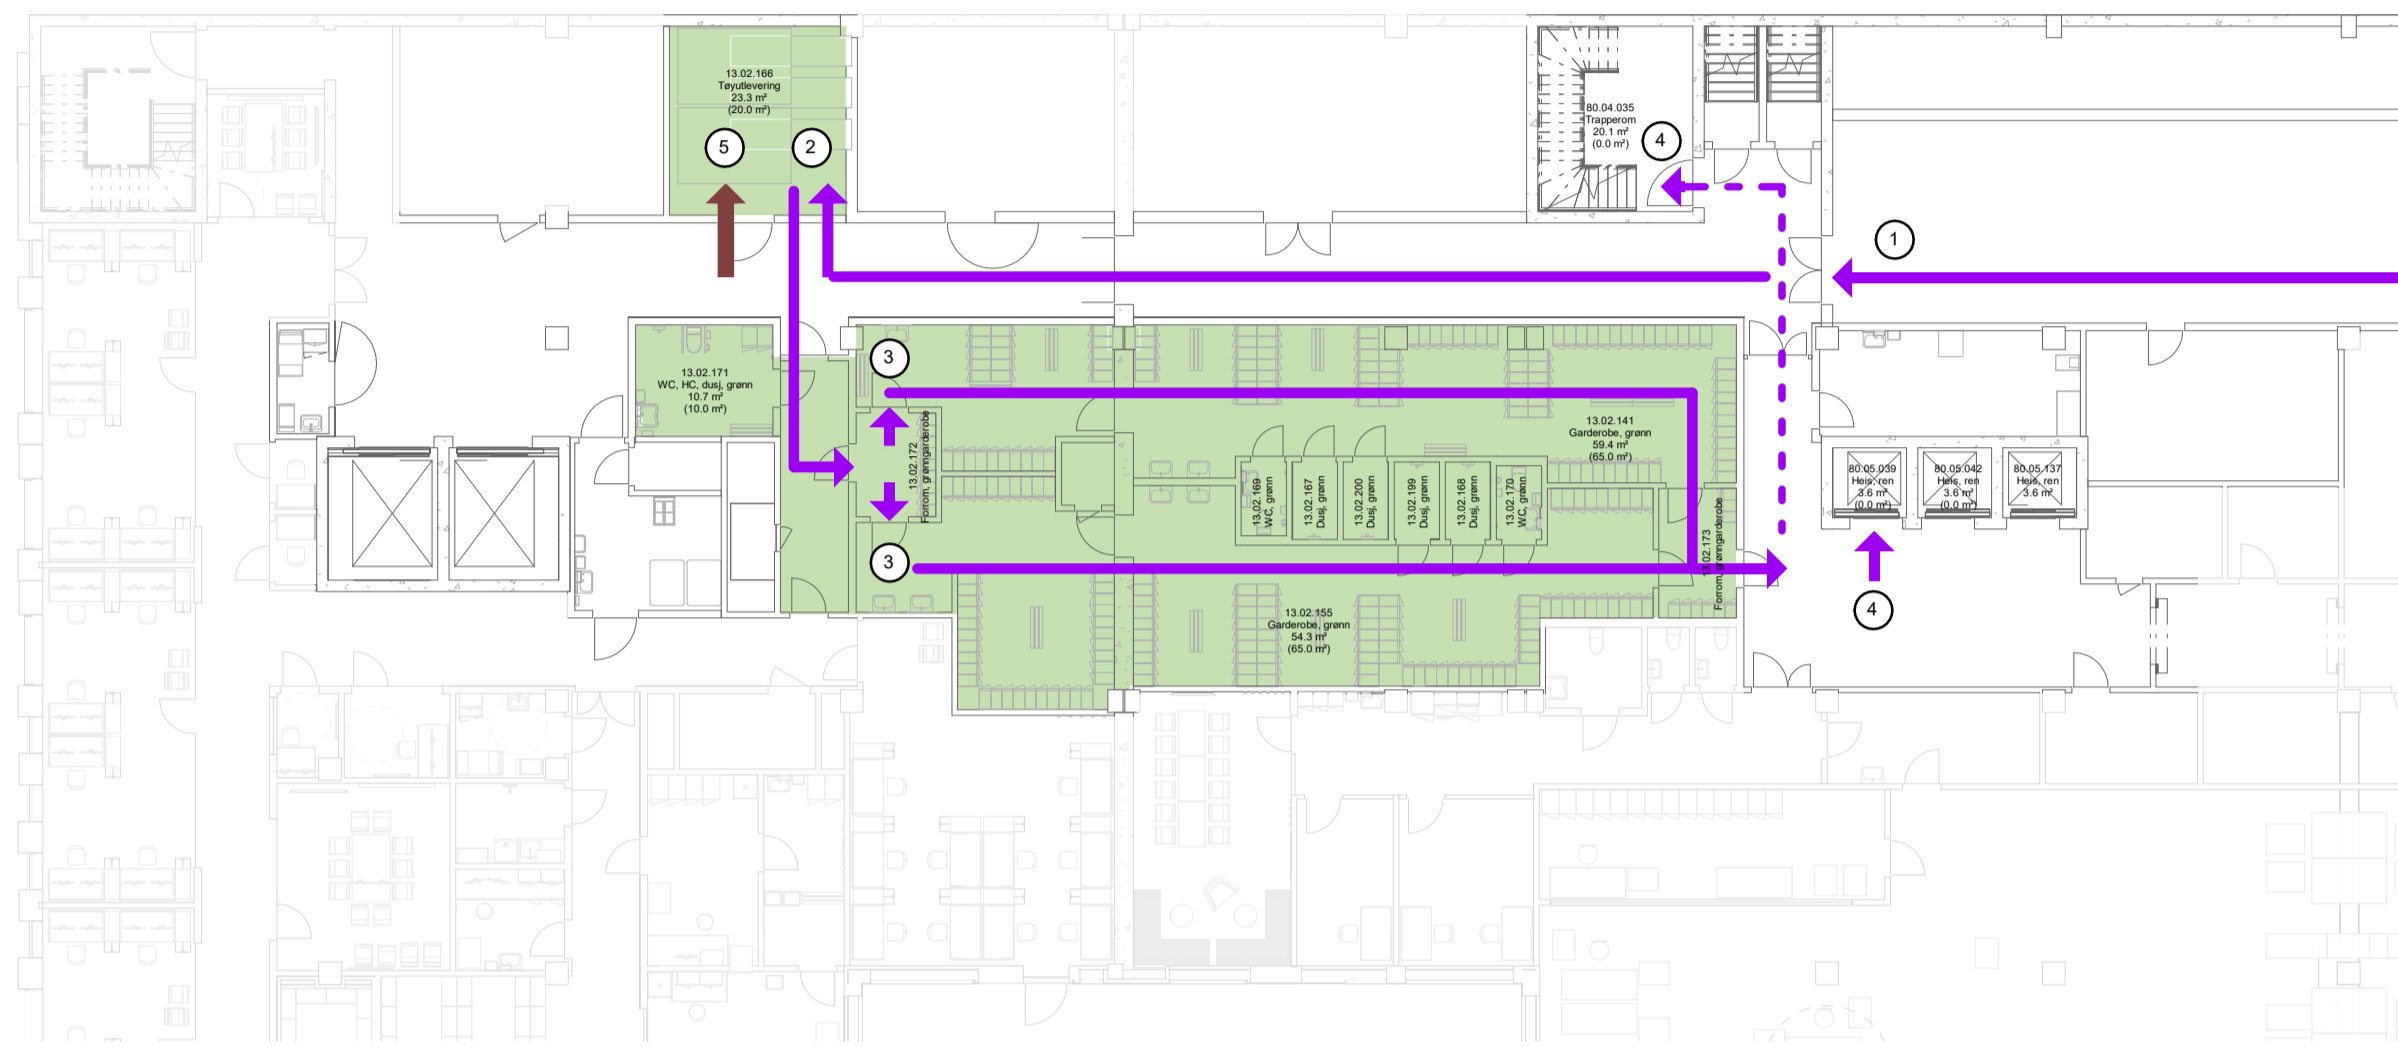 13.02.166
Tøyutlevering
23.3 m²
(20.0 m²)
5
2
80.04.035
Trapperom
20.1 m²
(0.0 m²)
4
1
3
13.02.171
WC, HC, dusj, grønn
10.7 m²
(10.0 m²)
13.02.172
Forrom, grønngarderobe
13.02.141
Garderobe, grønn
59.4 m²
(65.0 m²)
13.02.169
WC, grønn
13.02.167
Dusj, grønn
13.02.200
Dusj, grønn
13.02.199
Dusj, grønn
13.02.168
Dusj, grønn
13.02.170
WC, grønn
80.05.039
Heis, ren
3.6 m²
(0.0 m²)
80.05.042
Heis, ren
3.6 m²
(0.0 m²)
80.05.137
Heis, ren
3.6 m²
3
13.02.173
Forrom, grønngarderobe
4
13.02.155
Garderobe, grønn
54.3 m²
(65.0 m²)